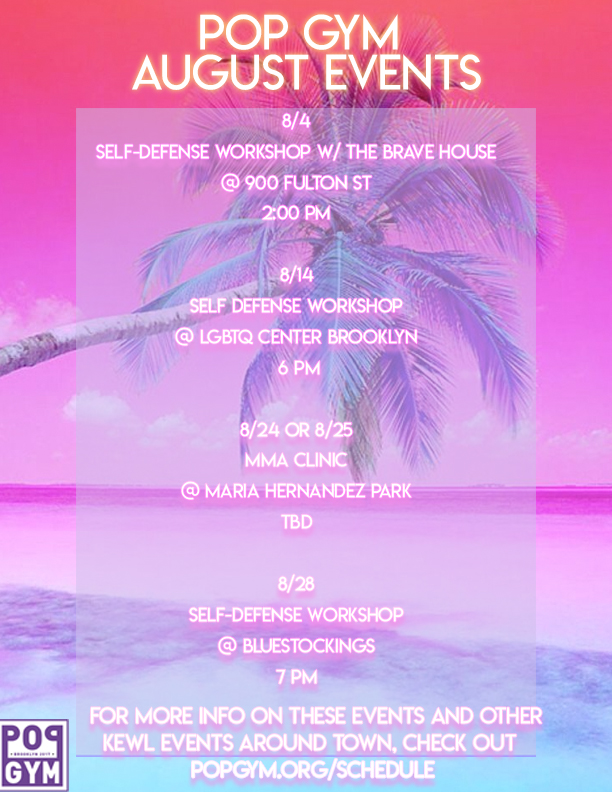 POP GYM
AUGUST EVENTS
8/4
SELF-DEFENSE WORKSHOP W/ THE BRAVE HOUSE
@ 900 FULTON ST
2:00 PM
8/14
SELF DEFENSE WORKSHOP
@ LGBTQ CENTER BROOKLYN
6 PM
8/24 OR 8/25
MMA CLINIC
@ MARIA HERNANDEZ PARK
TBD
8/28
SELF-DEFENSE WORKSHOP
@ BLUESTOCKINGS
7 PM
FOR MORE INFO ON THESE EVENTS AND OTHER
KEWL EVENTS AROUND TOWN, CHECK OUT
POPGYM.ORG/SCHEDULE
POP
• BROOKLYN 2017 •
GYM